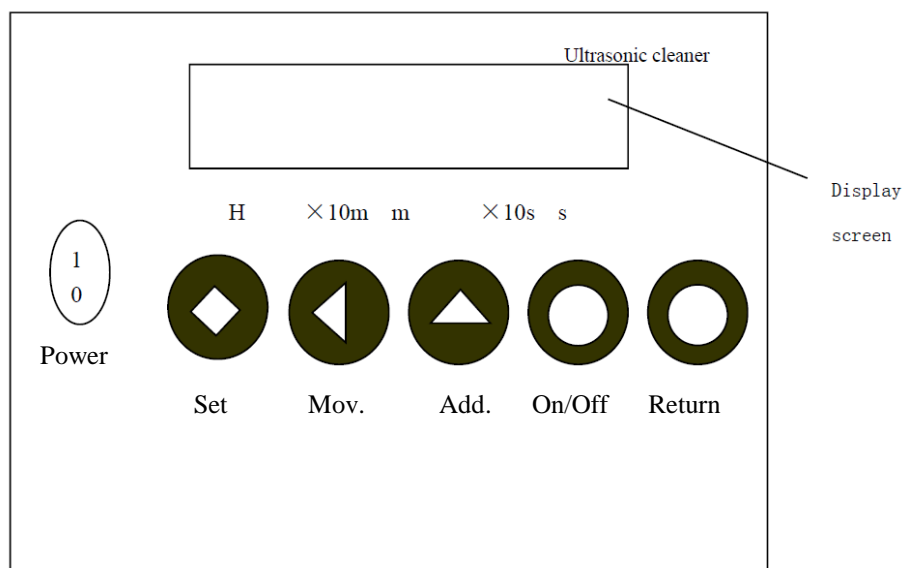 Ultrasonic cleaner
Display
screen
H ×10m m ×10s s
1
0
Power
Set Mov. Add. On/Off Return